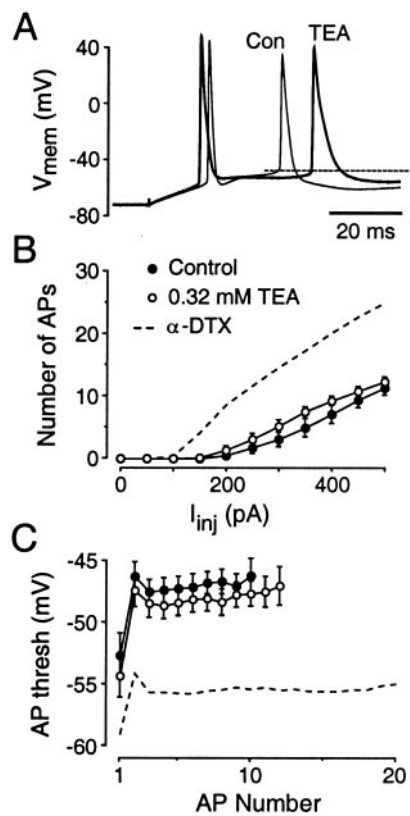 A
Con TEA
40
0
-40
-80
V mem (mV)
20 ms
B
Control
0.32 mM TEA
α-DTX
30
20
10
0
Number of APs
0 200 400
I inj (pA)
C
-45
-50
-55
-60
AP thresh (mV)
1 10 20
AP Number